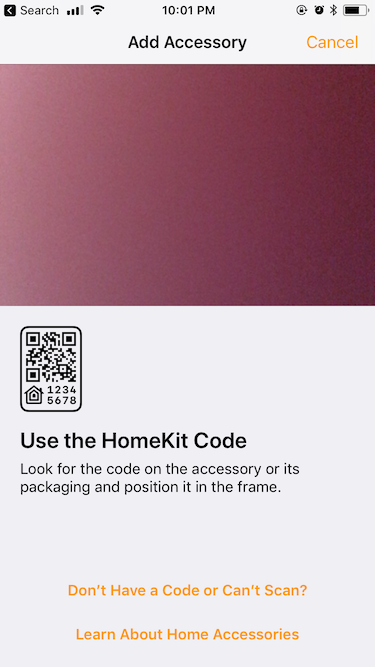 Search 10:01 PM
Add Accessory Cancel
1234
5678
Use the HomeKit Code
Look for the code on the accessory or its
packaging and position it in the frame.
Don't Have a Code or Can't Scan?
Learn About Home Accessories